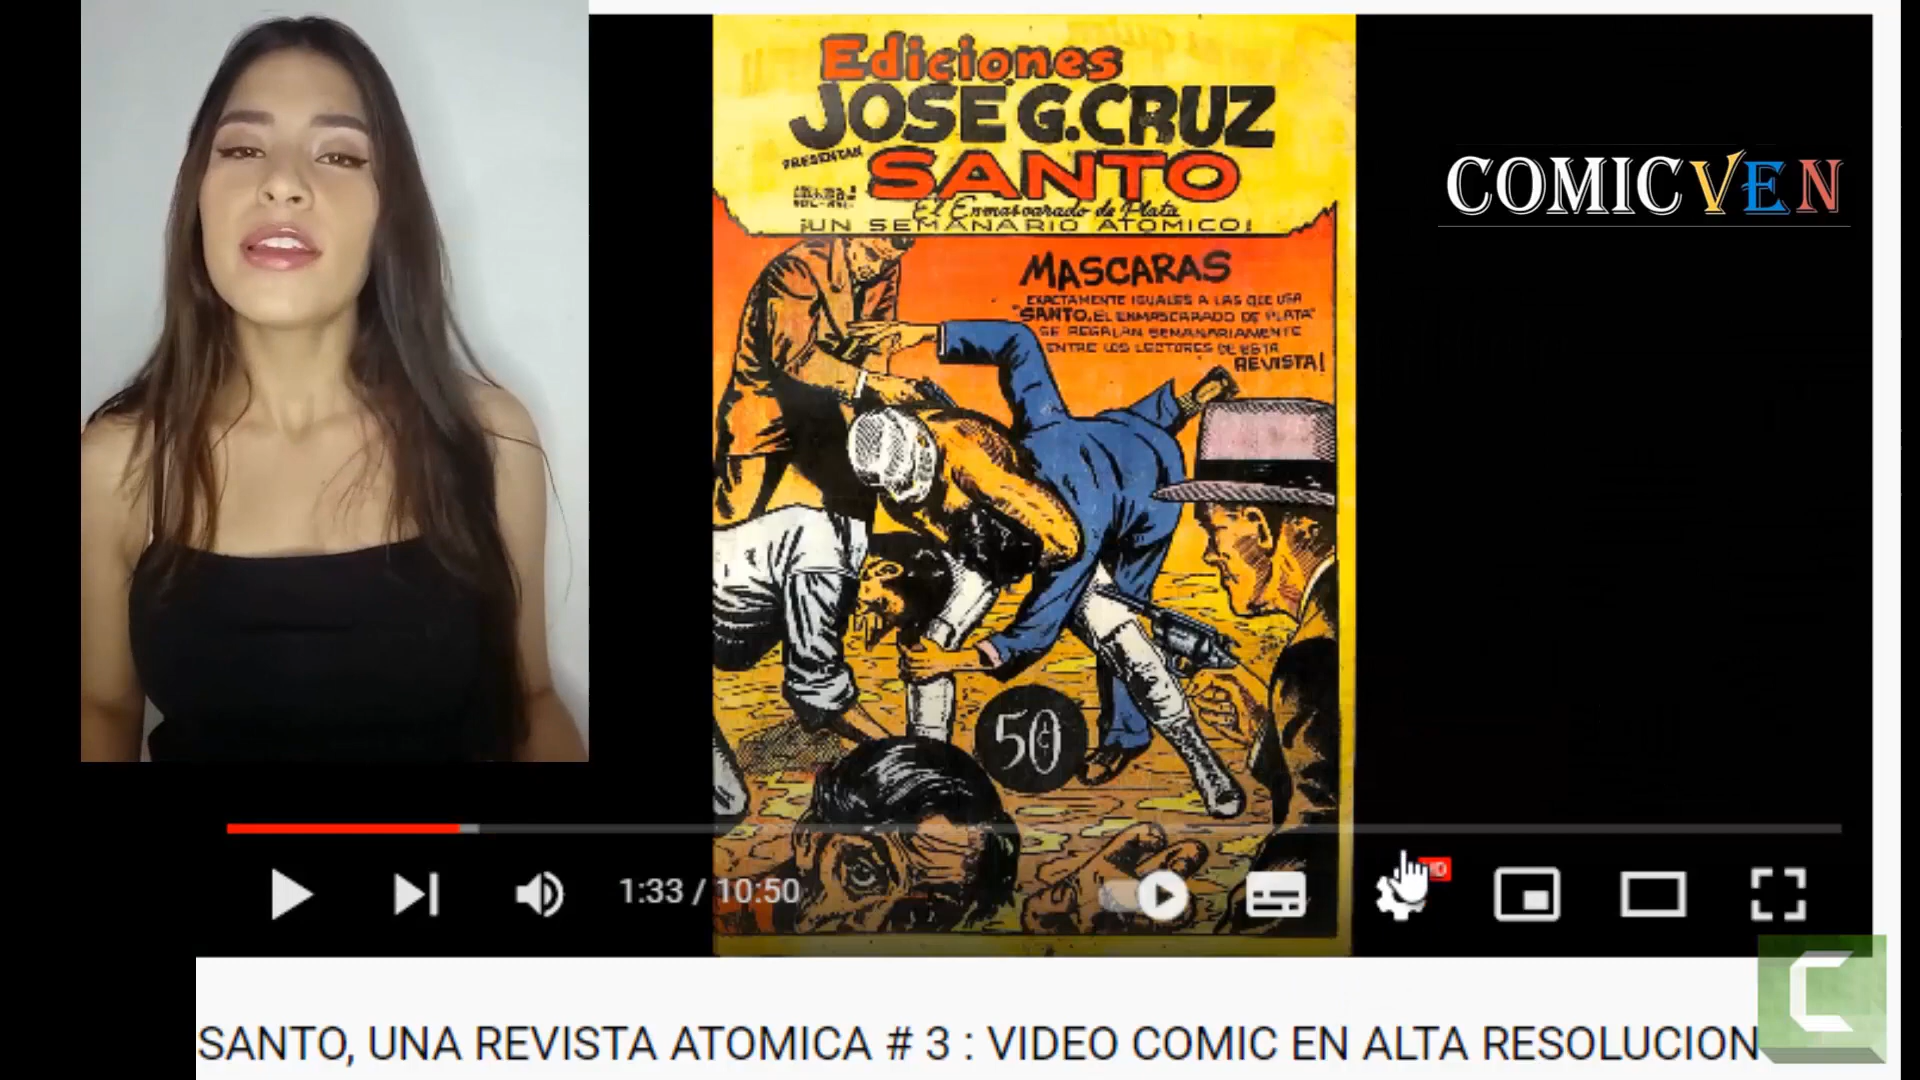 Ediciones
JOSE G. CRUZ
PRESENTAN
SANTO
El Enmascarado de Plata
¡UN SEMANARIO ATOMICO!
COMICVEN
MASCARAS
EXACTAMENTE IGUALES A LAS QUE USA
"SANTO, EL ENMASCARADO DE PLATA"
SE REGALAN SEMANARIAMENTE
ENTRE LOS LECTORES DE ESTA
REVISTA!
50¢
1:33 / 10:50
HD
SANTO, UNA REVISTA ATOMICA # 3 : VIDEO COMIC EN ALTA RESOLUCION